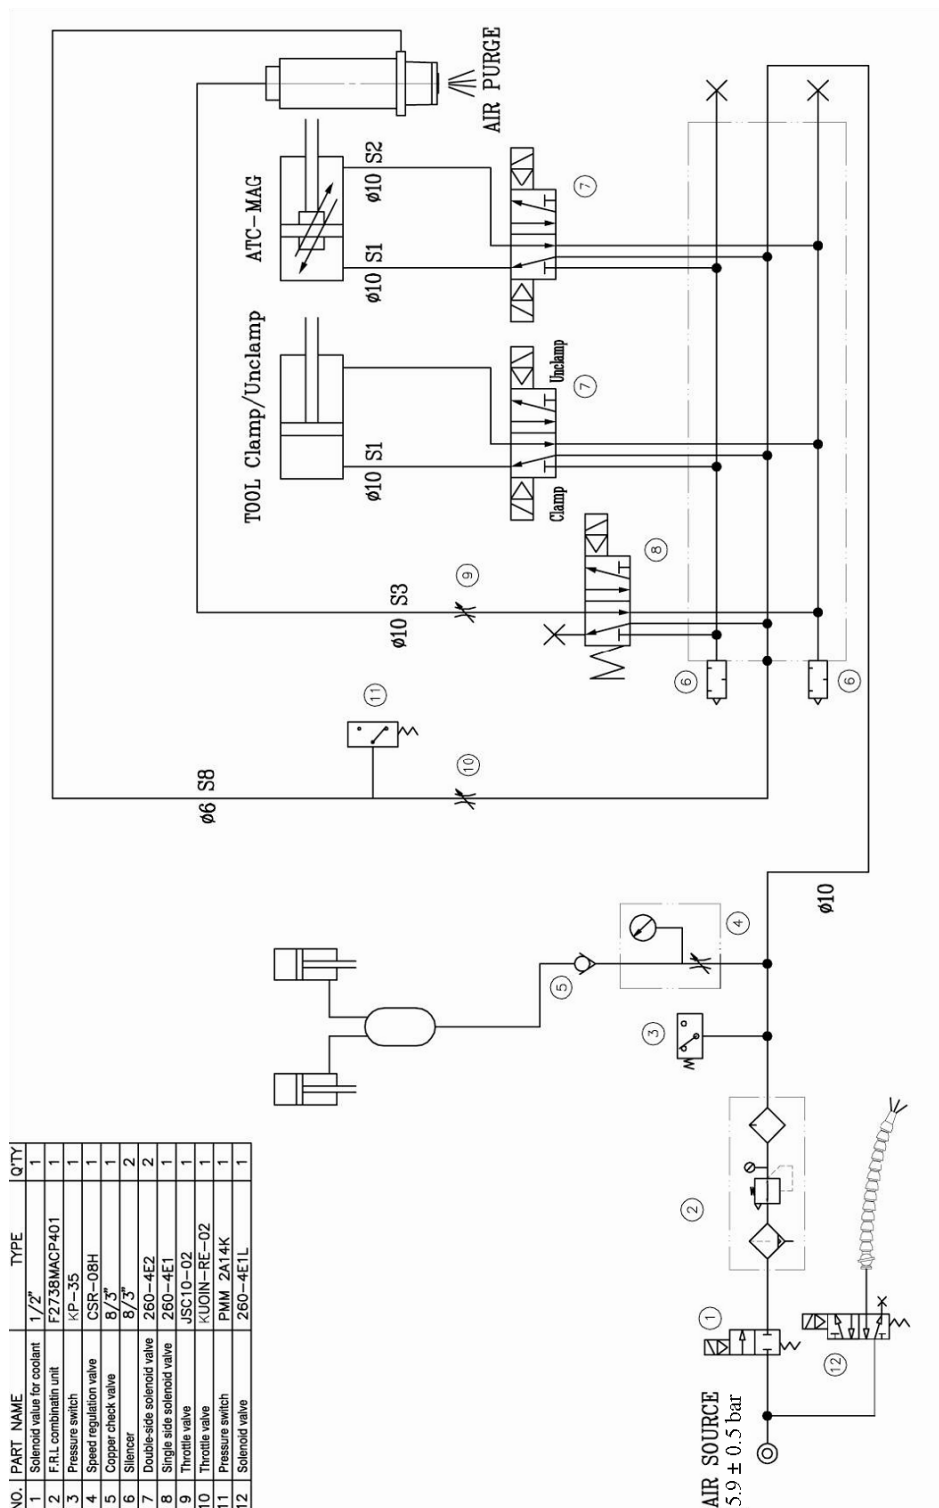 AIR PURGE
ATC-MAG
ø10 S1
ø10 S2
7
TOOL Clamp/Unclamp
ø10 S1
Clamp
Unclamp
7
ø10 S3
9
8
6
6
11
ø6 S8
10
ø10
5
4
3
2
1
12
AIR SOURCE
5.9 ± 0.5 bar
NO. PART NAME TYPE Q'TY
1 Solenoid value for coolant 1/2" 1
2 F.R.L combinatin unit F2738MACP401 1
3 Pressure switch KP-35 1
4 Speed regulation valve CSR-08H 1
5 Copper check valve 8/3" 1
6 Silencer 8/3" 2
7 Double-side solenoid valve 260-4E2 2
8 Single side solenoid valve 260-4E1 1
9 Throttle valve JSC10-02 1
10 Throttle valve KUOIN-RE-02 1
11 Pressure switch PMM 2A14K 1
12 Solenoid valve 260-4E1L 1